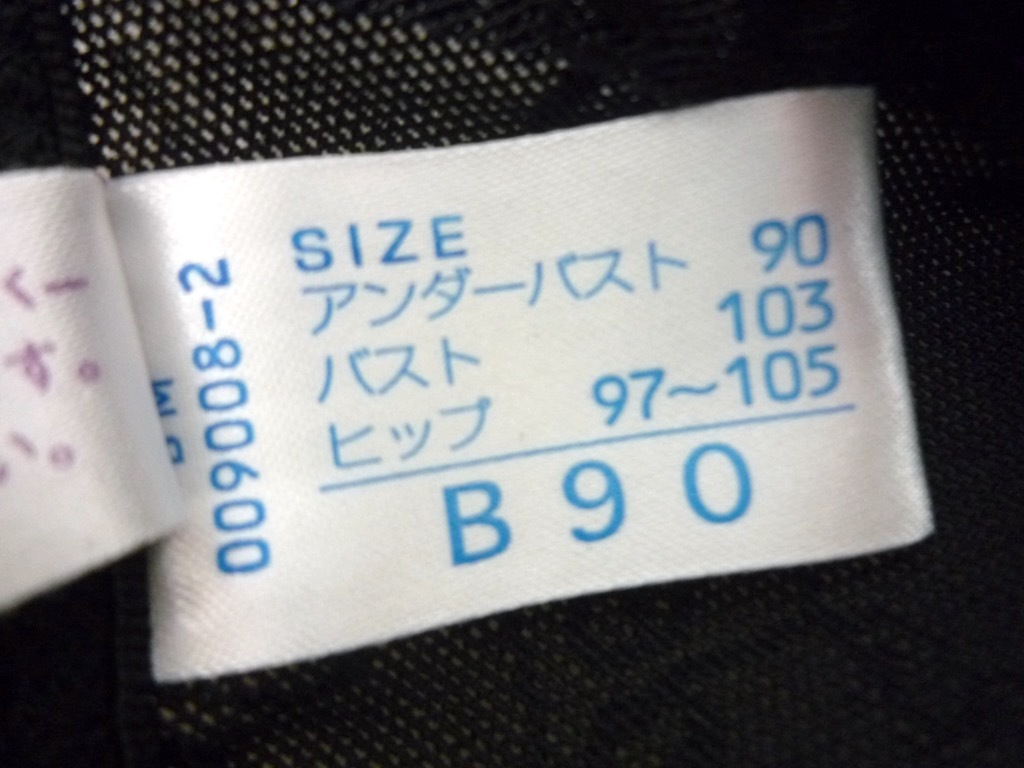 SIZE
アンダーバスト 90
バスト 103
ヒップ 97～105
B90
009008-2
す。